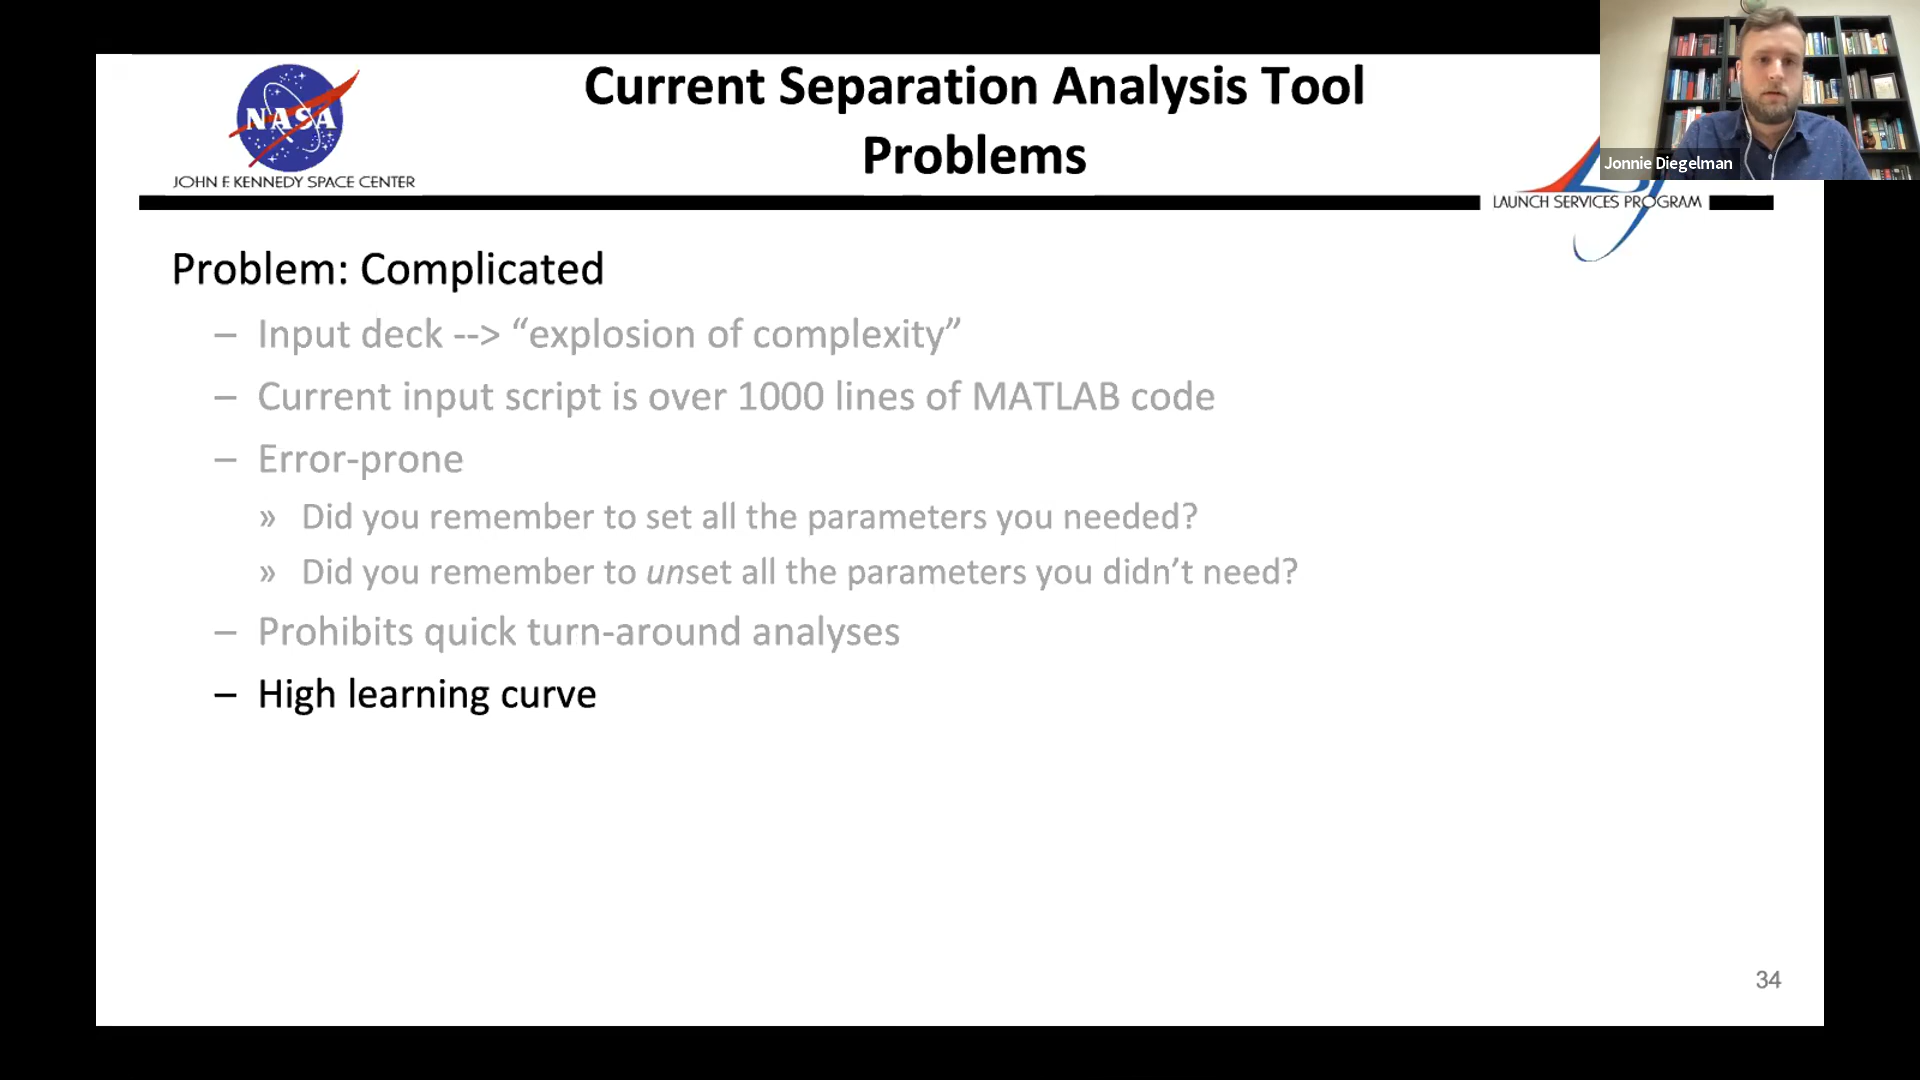 Current Separation Analysis Tool
Problems
NASA
JOHN F. KENNEDY SPACE CENTER
Jonnie Diegelman
LAUNCH SERVICES PROGRAM
Problem: Complicated
– Input deck --> “explosion of complexity”
– Current input script is over 1000 lines of MATLAB code
– Error-prone
» Did you remember to set all the parameters you needed?
» Did you remember to unset all the parameters you didn’t need?
– Prohibits quick turn-around analyses
– High learning curve
34